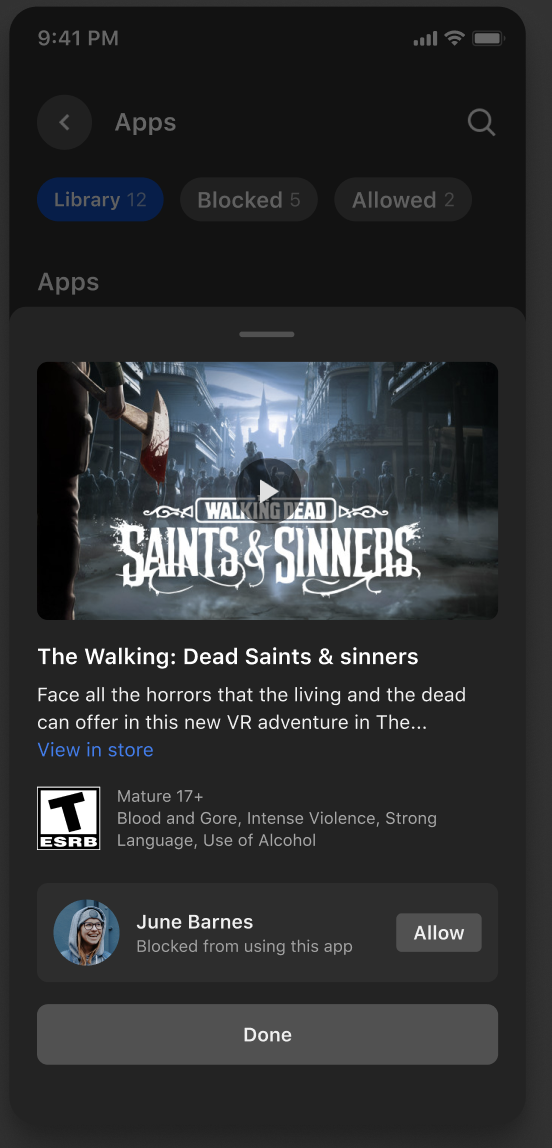 9:41 PM
Apps
Library 12
Blocked 5
Allowed 2
Apps
WALKING DEAD
SAINTS & SINNERS
The Walking: Dead Saints & sinners
Face all the horrors that the living and the dead
can offer in this new VR adventure in The...
View in store
T
ESRB
Mature 17+
Blood and Gore, Intense Violence, Strong
Language, Use of Alcohol
June Barnes
Blocked from using this app
Allow
Done